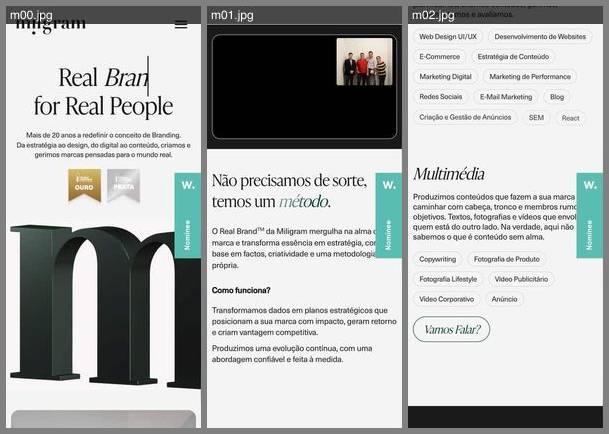 m00.jpg
milgram
Real Bran
for Real People
Mais de 20 anos a redefinir o conceito de Branding.
Da estratégia ao design, do digital ao conteúdo, criamos e
gerimos marcas pensadas para o mundo real.
OURO
PRATA
W.
Nominee
m01.jpg
Não precisamos de sorte,
temos um método.
O Real Bran™ da Miligram mergulha na alma
marca e transforma essência em estratégia,
base em factos, criatividade e uma metodologia
própria.
Como funciona?
Transformamos dados em planos estratégicos que
posicionam a sua marca com impacto, geram retorno
e criam vantagem competitiva.
Produzimos uma evolução contínua, com uma
abordagem confiável e feita à medida.
W.
Nominee
m02.jpg
e avaliamos.
Web Design UI/UX
Desenvolvimento de Websites
E-Commerce
Estratégia de Conteúdo
Marketing Digital
Marketing de Performance
Redes Sociais
E-Mail Marketing
Blog
Criação e Gestão de Anúncios
SEM
React
Multimédia
Produzimos conteúdos que fazem a sua marca
caminhar com cabeça, tronco e membros
objetivos. Textos, fotografias e vídeos que
quem está do outro lado. Na verdade, aqui não
sabemos o que é conteúdo sem alma.
Copywriting
Fotografia de Produto
Fotografia Lifestyle
Vídeo Publicitário
Vídeo Corporativo
Anúncio
Vamos Falar?
W.
Nominee